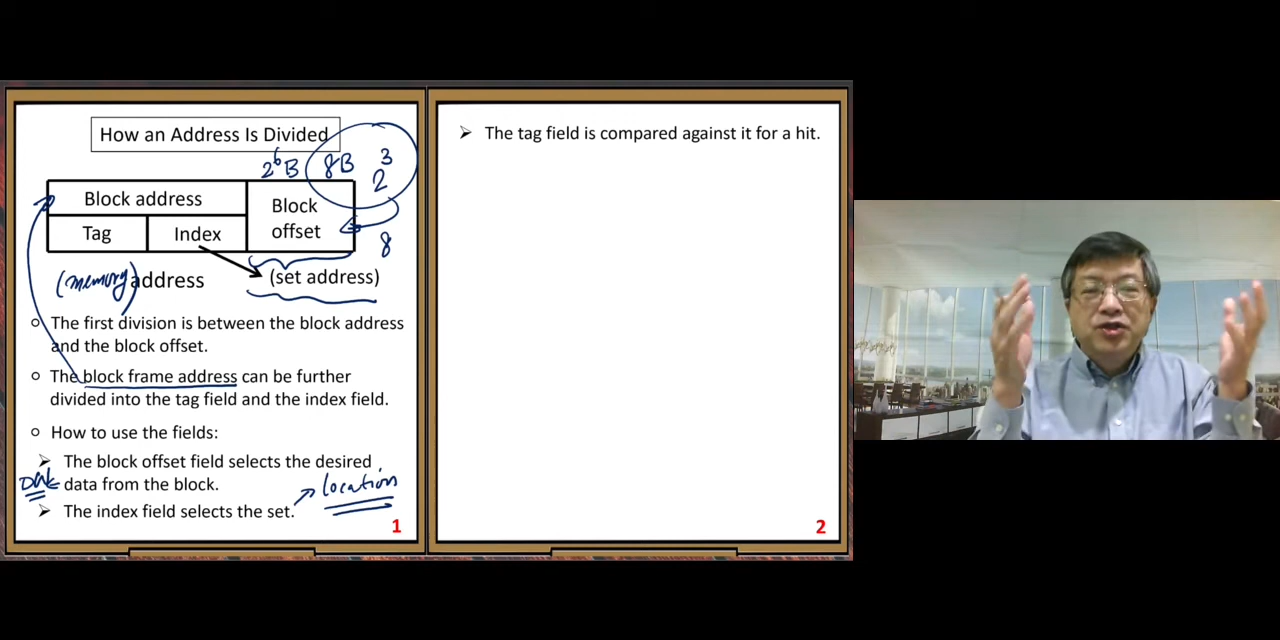 How an Address Is Divided
2⁶B 8B 3
2
Block address
Block
offset
Tag Index
8
(memory) address (set address)
○ The first division is between the block address
and the block offset.
○ The block frame address can be further
divided into the tag field and the index field.
○ How to use the fields:
➢ The block offset field selects the desired
data from the block.
location
➢ The index field selects the set.
1
➢ The tag field is compared against it for a hit.
2